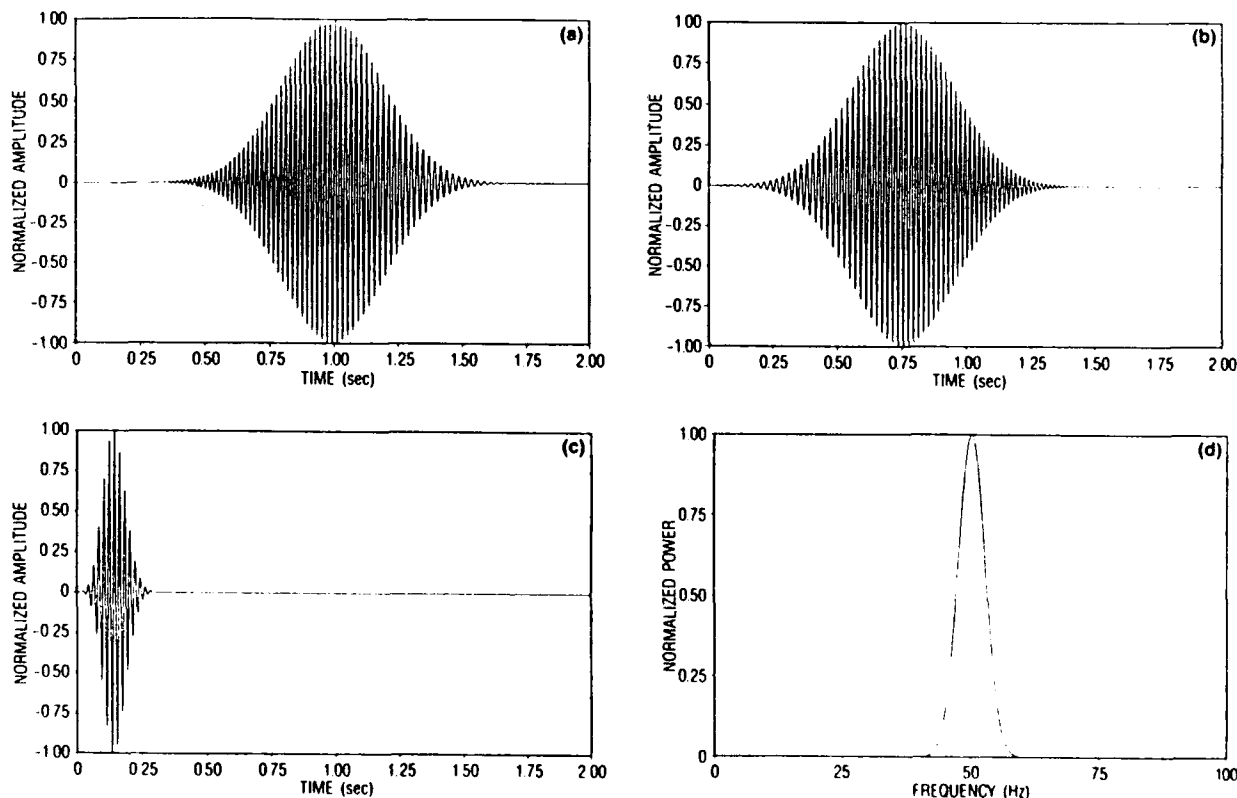 (a)
NORMALIZED AMPLITUDE
1.00
0.75
0.50
0.25
0
-0.25
-0.50
-0.75
-1.00
0 0.25 0.50 0.75 1.00 1.25 1.50 1.75 2.00
TIME (sec)
(b)
NORMALIZED AMPLITUDE
1.00
0.75
0.50
0.25
0
-0.25
-0.50
-0.75
-1.00
0 0.25 0.50 0.75 1.00 1.25 1.50 1.75 2.00
TIME (sec)
(c)
NORMALIZED AMPLITUDE
1.00
0.75
0.50
0.25
0
-0.25
-0.50
-0.75
-1.00
0 0.25 0.50 0.75 1.00 1.25 1.50 1.75 2.00
TIME (sec)
(d)
NORMALIZED POWER
1.00
0.75
0.50
0.25
0
0 25 50 75 100
FREQUENCY (Hz)